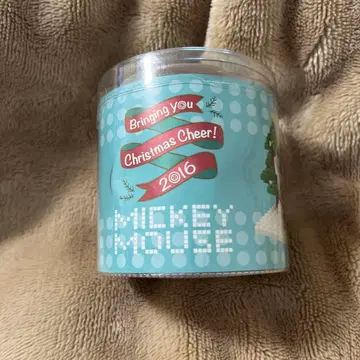 Bringing you
Christmas Cheer!
2016
MICKEY
MOUSE